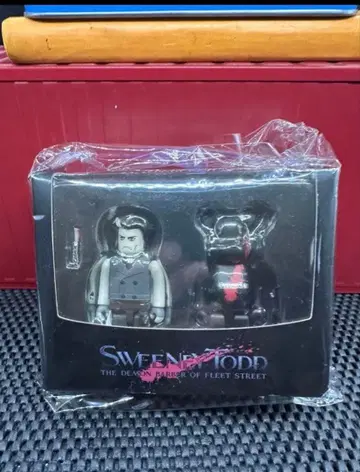 SWEENEY TODD
THE DEMON BARBER OF FLEET STREET